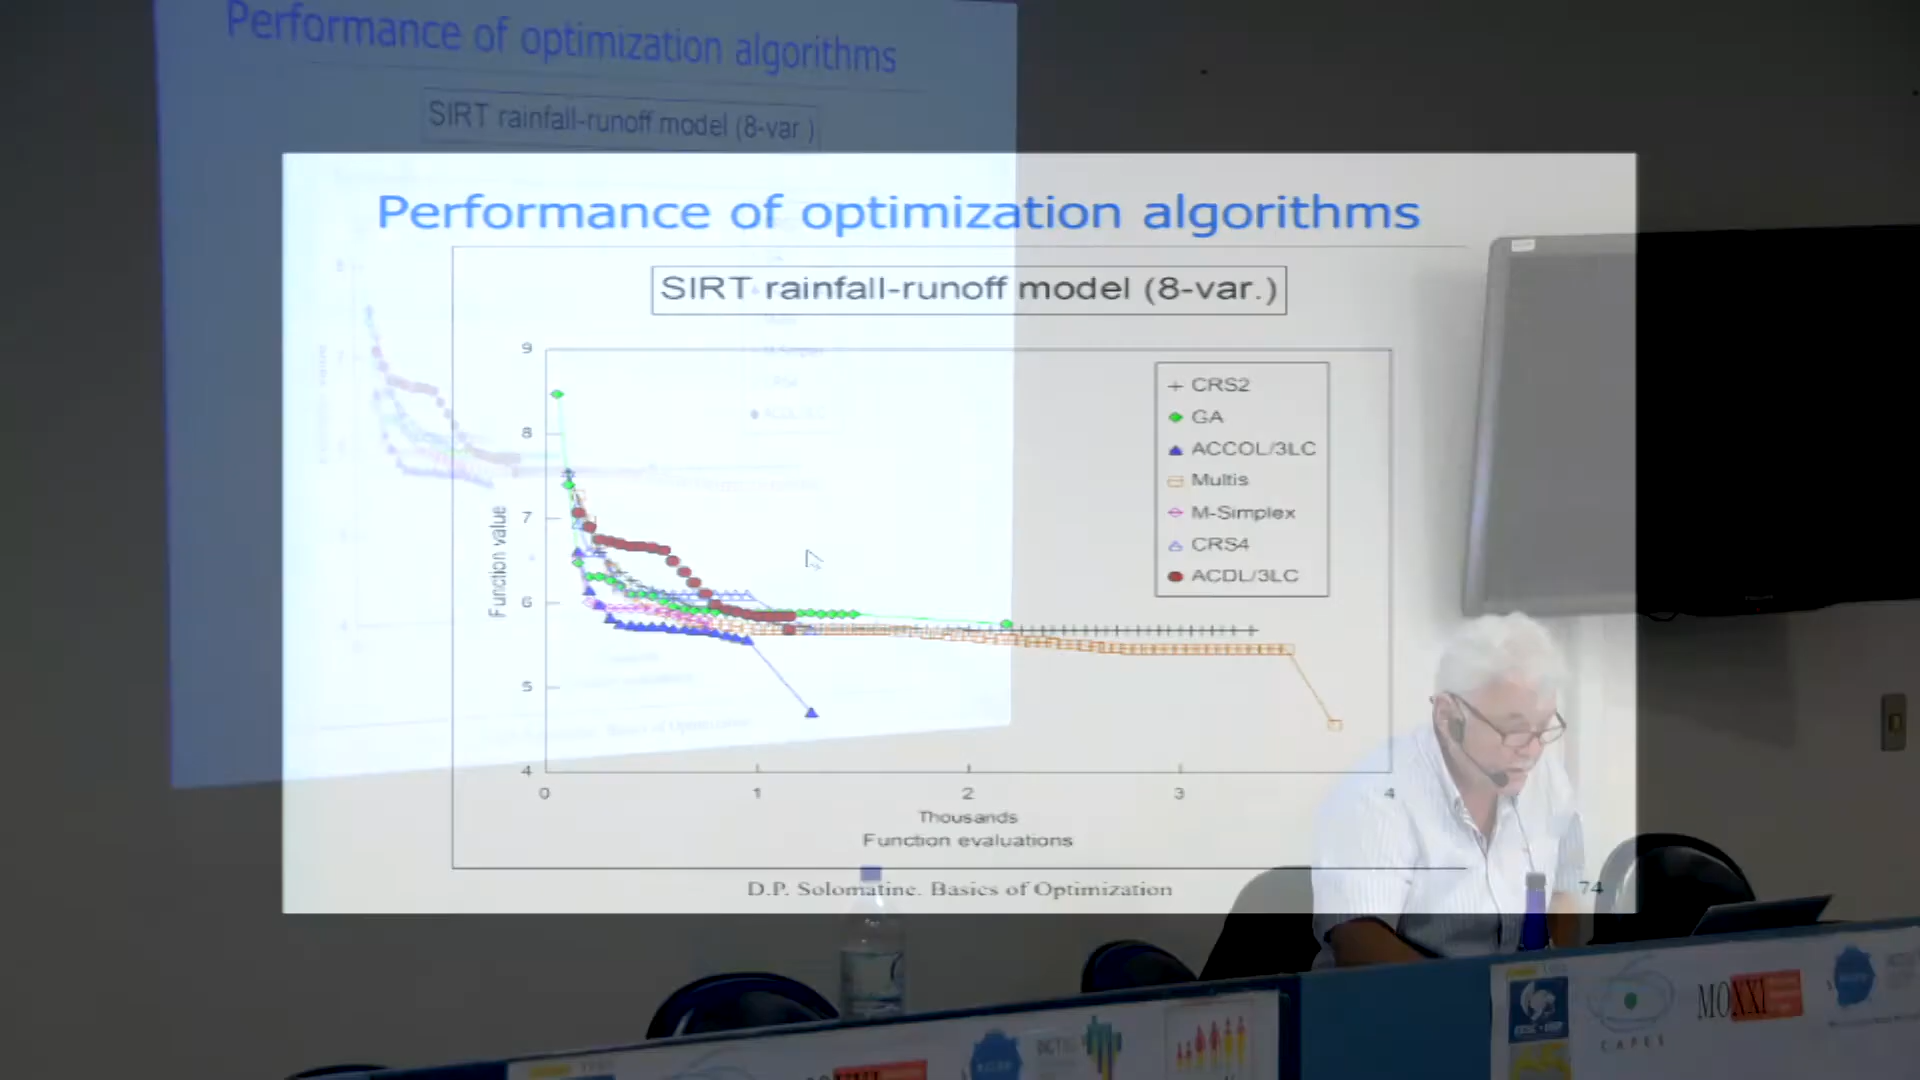 Performance of optimization algorithms
SIRT rainfall-runoff model (8-var.)
Performance of optimization algorithms
SIRT rainfall-runoff model (8-var.)
9
8
7
6
5
4
Function value
CRS2
GA
ACCOL/3LC
Multis
M-Simplex
CRS4
ACDL/3LC
0
1
2
3
4
Thousands
Function evaluations
D.P. Solomatine. Basics of Optimization
74
MOXXI
CAPES